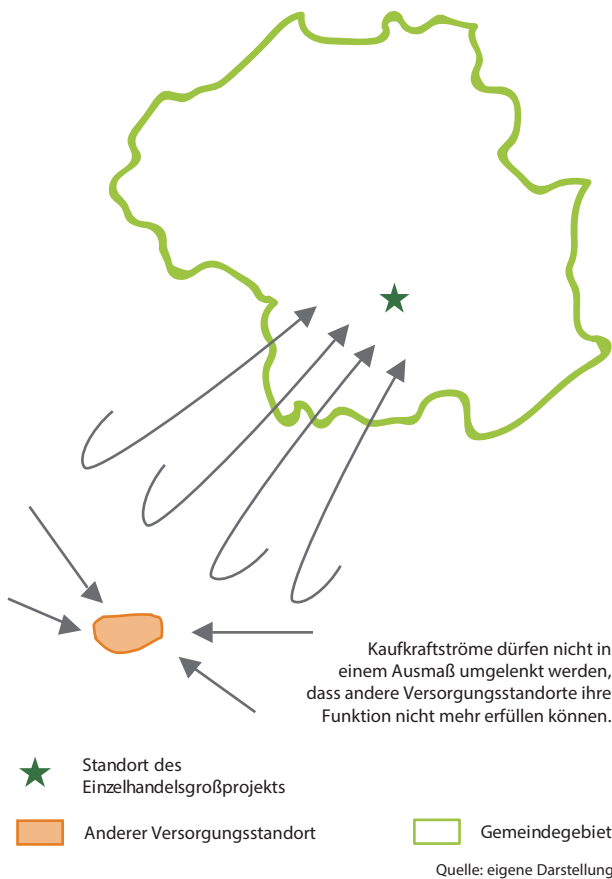 Kaufkraftströme dürfen nicht in
einem Ausmaß umgelenkt werden,
dass andere Versorgungsstandorte ihre
Funktion nicht mehr erfüllen können.
Standort des
Einzelhandelsgroßprojekts
Anderer Versorgungsstandort
Gemeindegebiet
Quelle: eigene Darstellung